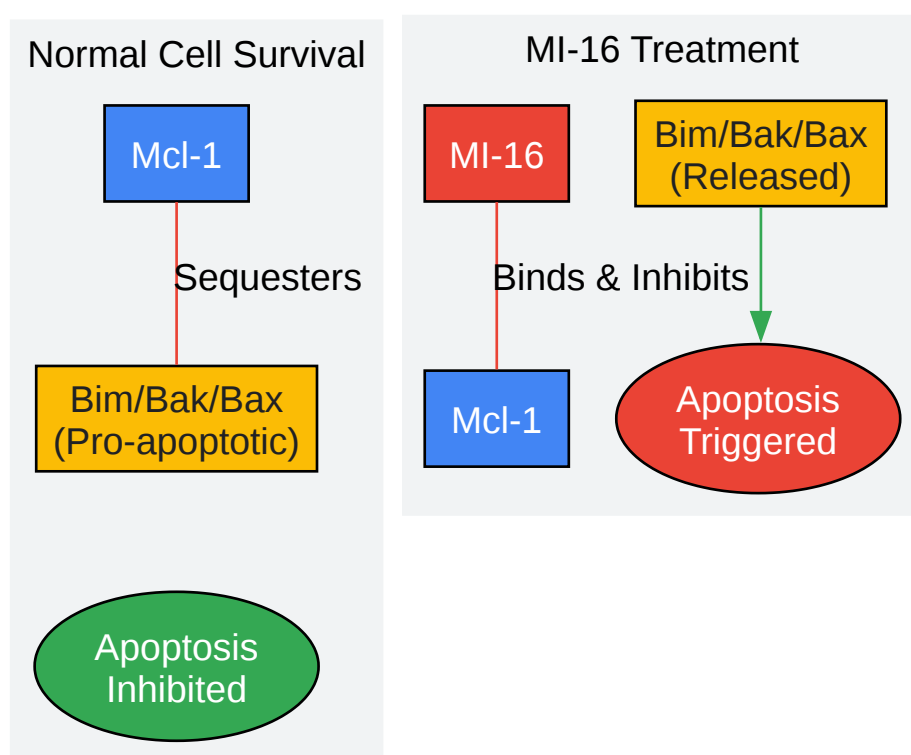 Normal Cell Survival
Mcl-1
Sequesters
Bim/Bak/Bax
(Pro-apoptotic)
Apoptosis
Inhibited
MI-16 Treatment
MI-16
Bim/Bak/Bax
(Released)
Binds & Inhibits
Mcl-1
Apoptosis
Triggered